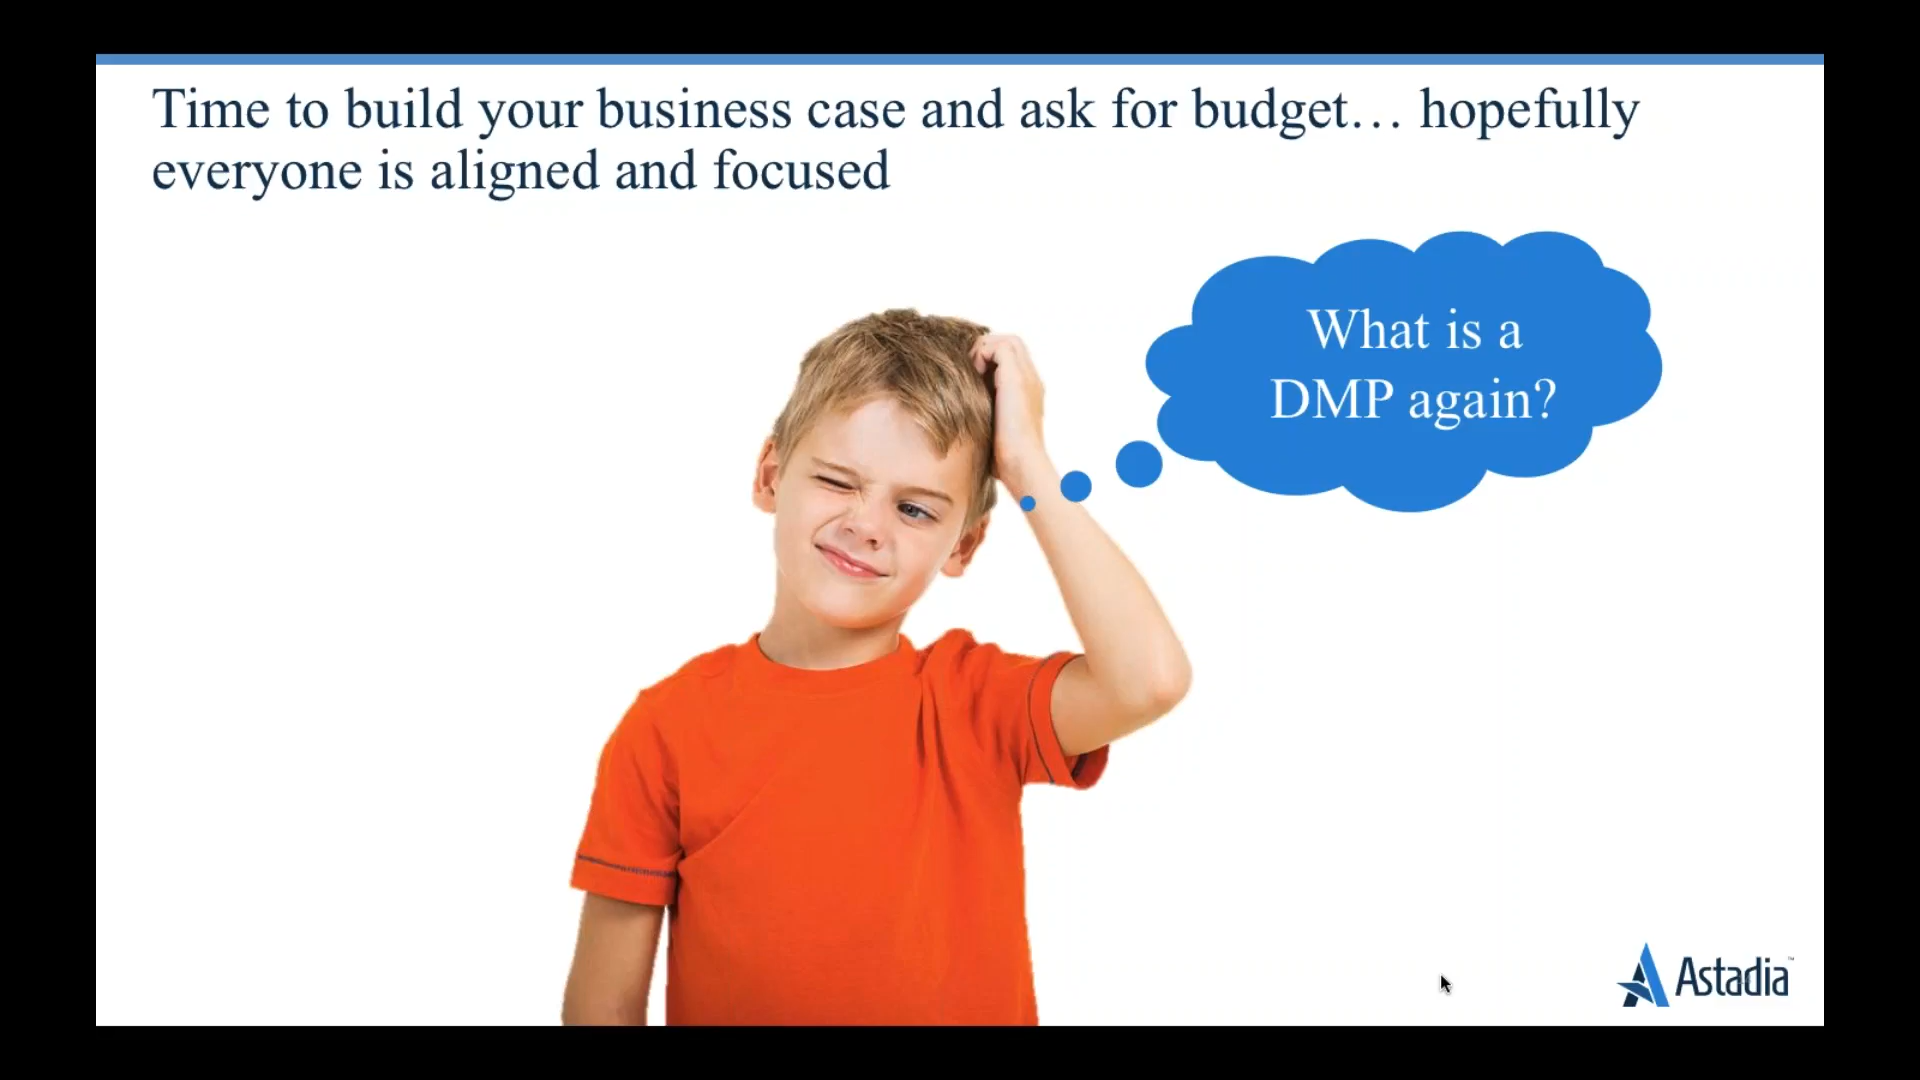 Time to build your business case and ask for budget… hopefully
everyone is aligned and focused
What is a
DMP again?
Astadia™